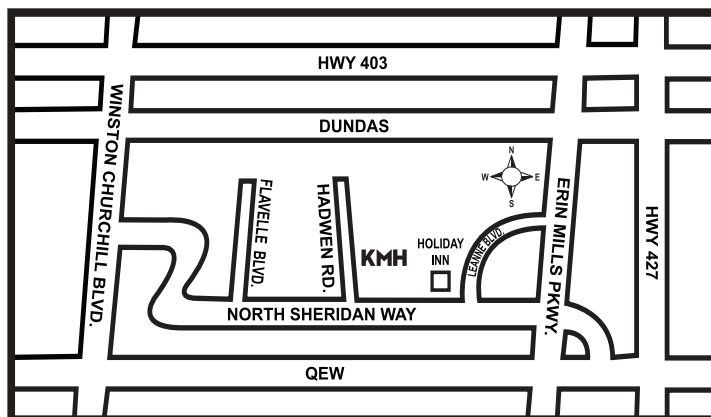 HWY 403
DUNDAS
WINSTON CHURCHILL BLVD.
FLAVELLE BLVD.
HADWEN RD.
KMH
HOLIDAY
INN
LEANNE BLVD.
N
W E
S
ERIN MILLS PKWY.
HWY 427
NORTH SHERIDAN WAY
QEW